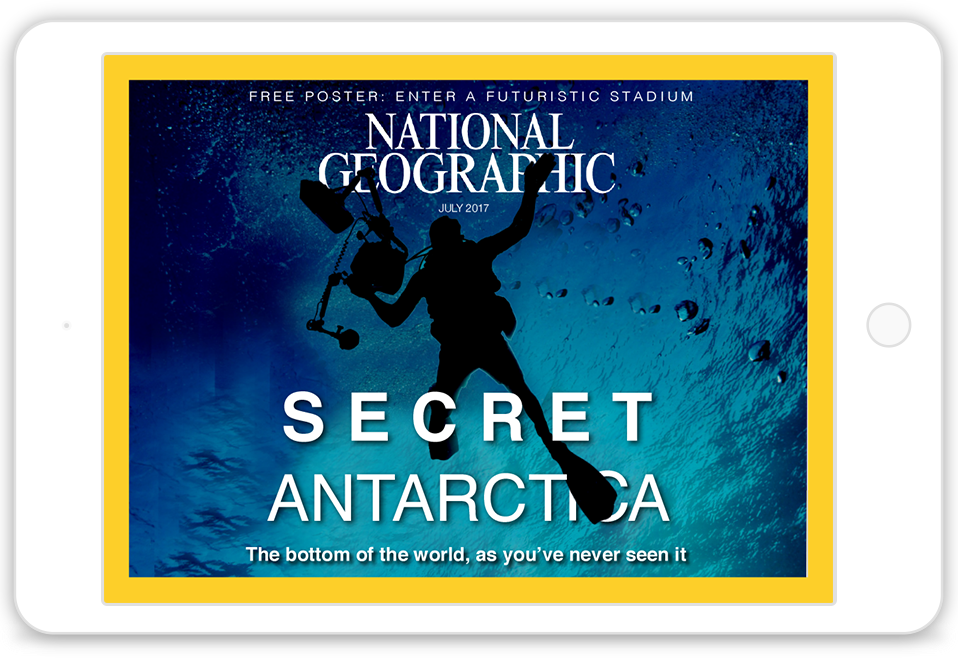 FREE POSTER: ENTER A FUTURISTIC STADIUM
NATIONAL
GEOGRAPHIC
JULY 2017
SECRET
ANTARCTICA
The bottom of the world, as you’ve never seen it